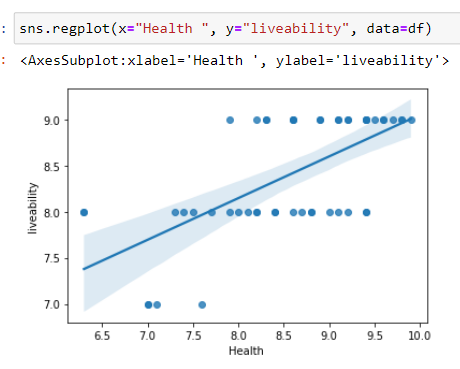 : sns.regplot(x="Health ", y="liveability", data=df)
: <AxesSubplot:xlabel='Health ', ylabel='liveability'>
9.0
8.5
8.0
7.5
7.0
liveability
6.5 7.0 7.5 8.0 8.5 9.0 9.5 10.0
Health